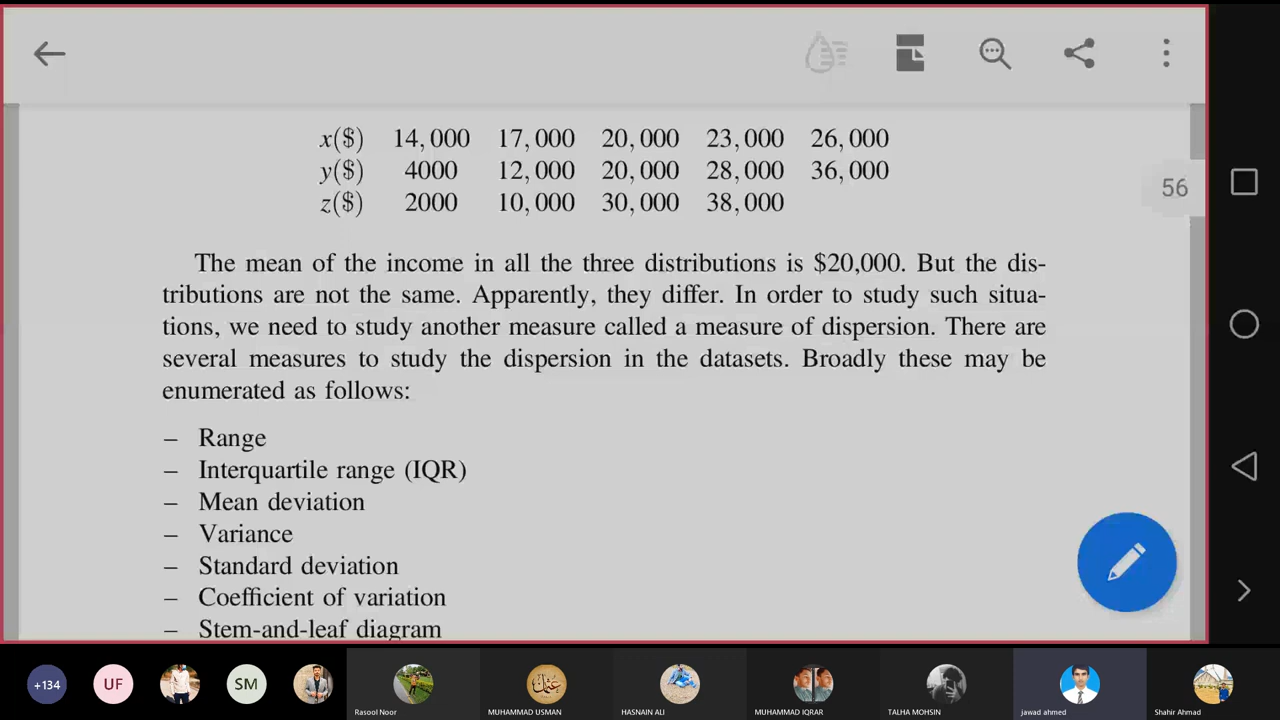 x($) 14,000 17,000 20,000 23,000 26,000
y($) 4000 12,000 20,000 28,000 36,000
z($) 2000 10,000 30,000 38,000
56
The mean of the income in all the three distributions is $20,000. But the dis-
tributions are not the same. Apparently, they differ. In order to study such situa-
tions, we need to study another measure called a measure of dispersion. There are
several measures to study the dispersion in the datasets. Broadly these may be
enumerated as follows:
– Range
– Interquartile range (IQR)
– Mean deviation
– Variance
– Standard deviation
– Coefficient of variation
– Stem-and-leaf diagram
+134 UF SM
Rasool Noor MUHAMMAD USMAN HASNAIN ALI MUHAMMAD IQRAR TALHA MOHSIN jawad ahmed Shahir Ahmad